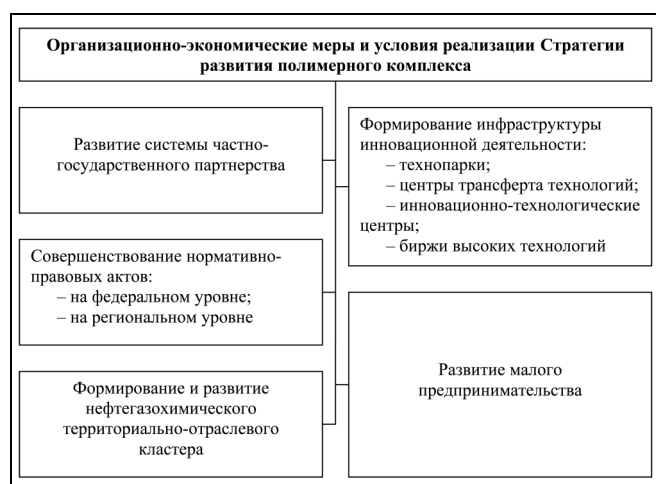 Организационно-экономические меры и условия реализации Стратегии
развития полимерного комплекса
Развитие системы частно-
государственного партнерства
Формирование инфраструктуры
инновационной деятельности:
– технопарки;
– центры трансферта технологий;
– инновационно-технологические
центры;
– биржи высоких технологий
Совершенствование нормативно-
правовых актов:
– на федеральном уровне;
– на региональном уровне
Развитие малого
предпринимательства
Формирование и развитие
нефтегазохимического
территориально-отраслевого
кластера